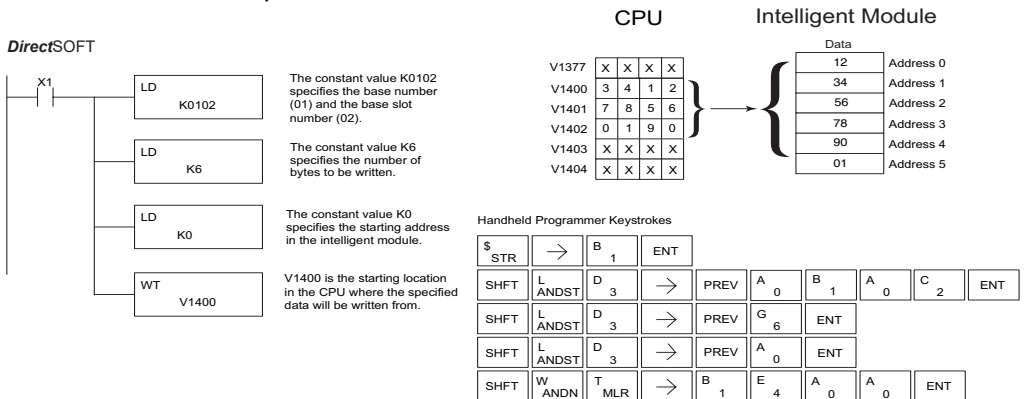 CPU
Intelligent Module
DirectSOFT
X1
LD
K0102
The constant value K0102
specifies the base number
(01) and the base slot
number (02).
LD
K6
The constant value K6
specifies the number of
bytes to be written.
LD
K0
The constant value K0
specifies the starting address
in the intelligent module.
WT
V1400
V1400 is the starting location
in the CPU where the specified
data will be written from.
V1377 X X X X
V1400 3 4 1 2
V1401 7 8 5 6
V1402 0 1 9 0
V1403 X X X X
V1404 X X X X
Data
12 Address 0
34 Address 1
56 Address 2
78 Address 3
90 Address 4
01 Address 5
Handheld Programmer Keystrokes
$ STR → B 1 ENT
SHFT L ANDST D 3 → PREV A 0 B 1 A 0 C 2 ENT
SHFT L ANDST D 3 → PREV G 6 ENT
SHFT L ANDST D 3 → PREV A 0 ENT
SHFT W ANDN T MLR → B 1 E 4 A 0 A 0 ENT